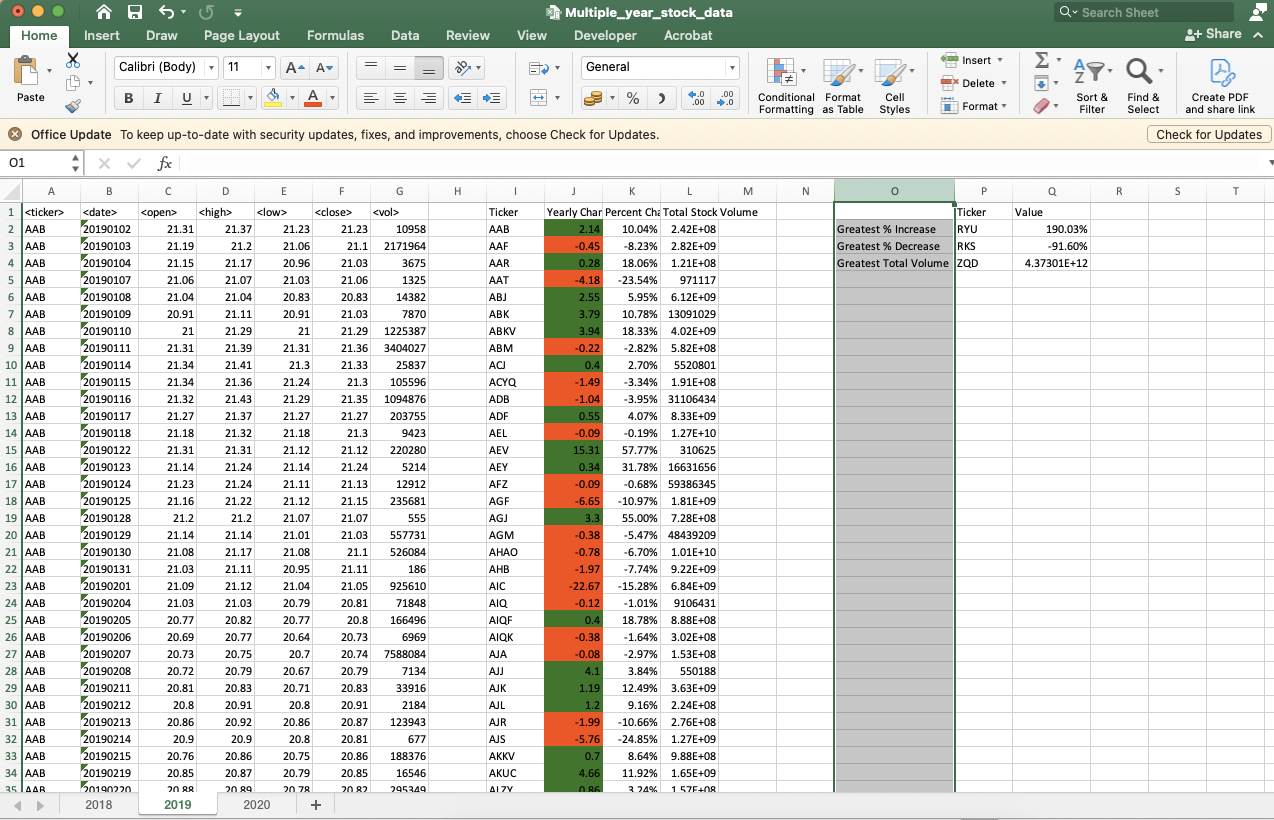 Multiple_year_stock_data
Search Sheet
Home Insert Draw Page Layout Formulas Data Review View Developer Acrobat Share
Calibri (Body) 11 A A General Insert
Paste B I U A % Conditional Formatting Format as Table Cell Styles Delete Format Sort & Filter Find & Select Create PDF and share link
Office Update To keep up-to-date with security updates, fixes, and improvements, choose Check for Updates. Check for Updates
O1 fx
A B C D E F G H I J K L M N O P Q R S T
1 <ticker> <date> <open> <high> <low> <close> <vol> Ticker Yearly Char Percent Cha Total Stock Volume Ticker Value
2 AAB 20190102 21.31 21.37 21.23 21.23 10958 AAB 2.14 10.04% 2.42E+08 Greatest % Increase RYU 190.03%
3 AAB 20190103 21.19 21.2 21.06 21.1 2171964 AAF -0.45 -8.23% 2.82E+09 Greatest % Decrease RKS -91.60%
4 AAB 20190104 21.15 21.17 20.96 21.03 3675 AAR 0.28 18.06% 1.21E+08 Greatest Total Volume ZQD 4.37301E+12
5 AAB 20190107 21.06 21.07 21.03 21.06 1325 AAT -4.18 -23.54% 971117
6 AAB 20190108 21.04 21.04 20.83 20.83 14382 ABJ 2.55 5.95% 6.12E+09
7 AAB 20190109 20.91 21.11 20.91 21.03 7870 ABK 3.79 10.78% 13091029
8 AAB 20190110 21 21.29 21 21.29 1225387 ABKV 3.94 18.33% 4.02E+09
9 AAB 20190111 21.31 21.39 21.31 21.36 3404027 ABM -0.22 -2.82% 5.82E+08
10 AAB 20190114 21.34 21.41 21.3 21.33 25837 ACJ 0.4 2.70% 5520801
11 AAB 20190115 21.34 21.36 21.24 21.3 105596 ACYQ -1.49 -3.34% 1.91E+08
12 AAB 20190116 21.32 21.43 21.29 21.35 1094876 ADB -1.04 -3.95% 31106434
13 AAB 20190117 21.27 21.37 21.27 21.27 203755 ADF 0.55 4.07% 8.33E+09
14 AAB 20190118 21.18 21.32 21.18 21.3 9423 AEL -0.09 -0.19% 1.27E+10
15 AAB 20190122 21.31 21.31 21.12 21.12 220280 AEV 15.31 57.77% 310625
16 AAB 20190123 21.14 21.24 21.14 21.24 5214 AEY 0.34 31.78% 16631656
17 AAB 20190124 21.23 21.24 21.11 21.13 12912 AFZ -0.09 -0.68% 59386345
18 AAB 20190125 21.16 21.22 21.12 21.15 235681 AGF -6.65 -10.97% 1.81E+09
19 AAB 20190128 21.2 21.2 21.07 21.07 555 AGJ 3.3 55.00% 7.28E+08
20 AAB 20190129 21.14 21.14 21.01 21.03 557731 AGM -0.38 -5.47% 48439209
21 AAB 20190130 21.08 21.17 21.08 21.1 526084 AHAO -0.78 -6.70% 1.01E+10
22 AAB 20190131 21.03 21.11 20.95 21.11 186 AHB -1.97 -7.74% 9.22E+09
23 AAB 20190201 21.09 21.12 21.04 21.05 925610 AIC -22.67 -15.28% 6.84E+09
24 AAB 20190204 21.03 21.03 20.79 20.81 71848 AIQ -0.12 -1.01% 9106431
25 AAB 20190205 20.77 20.82 20.77 20.8 166496 AIQF 0.4 18.78% 8.88E+08
26 AAB 20190206 20.69 20.77 20.64 20.73 6969 AIQK -0.38 -1.64% 3.02E+08
27 AAB 20190207 20.73 20.75 20.7 20.74 7588084 AJA -0.08 -2.97% 1.53E+08
28 AAB 20190208 20.72 20.79 20.67 20.79 7134 AJJ 4.1 3.84% 550188
29 AAB 20190211 20.81 20.83 20.71 20.83 33916 AJK 1.19 12.49% 3.63E+09
30 AAB 20190212 20.8 20.91 20.8 20.91 2184 AJL 1.2 9.16% 2.24E+08
31 AAB 20190213 20.86 20.92 20.86 20.87 123943 AJR -1.99 -10.66% 2.76E+08
32 AAB 20190214 20.9 20.9 20.8 20.81 677 AJS -5.76 -24.85% 1.27E+09
33 AAB 20190215 20.76 20.86 20.75 20.86 188376 AKKV 0.7 8.64% 9.88E+08
34 AAB 20190219 20.85 20.87 20.79 20.85 16546 AKUC 4.66 11.92% 1.65E+09
35 AAB 20190220 20.88 20.89 20.78 20.82 295349 ALZY 0.86 3.24% 1.57E+08
2018 2019 2020 +